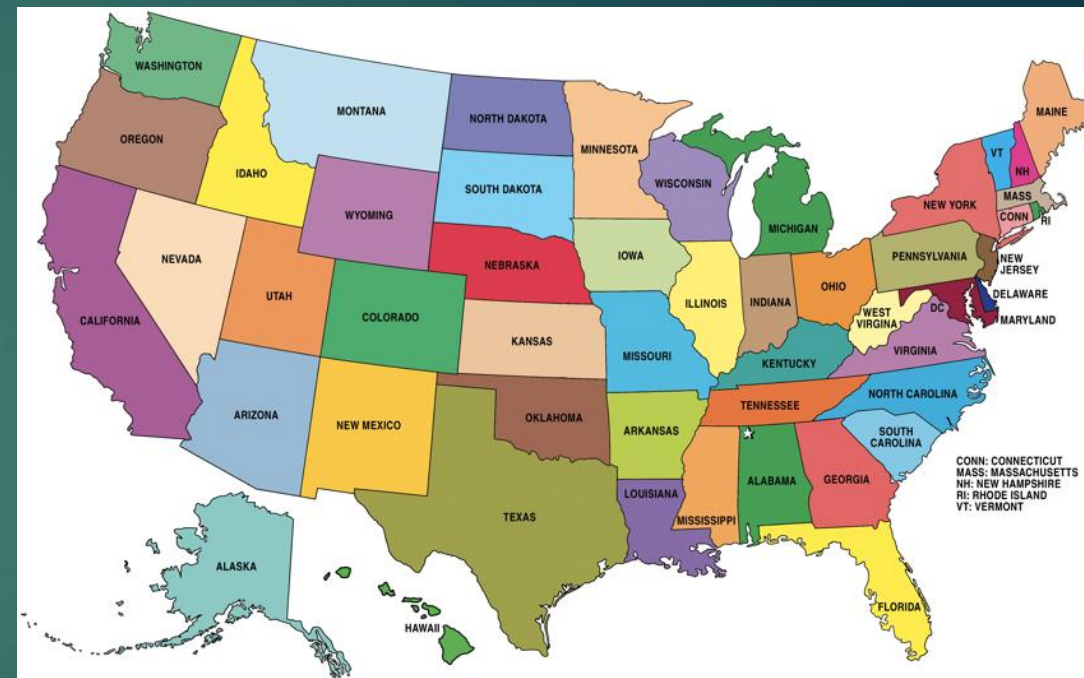 WASHINGTON
MONTANA
NORTH DAKOTA
MINNESOTA
MAINE
OREGON
IDAHO
WYOMING
SOUTH DAKOTA
WISCONSIN
MICHIGAN
VT
NH
NEW YORK
MASS
CONN
RI
NEVADA
UTAH
COLORADO
NEBRASKA
IOWA
ILLINOIS
INDIANA
OHIO
PENNSYLVANIA
NEW
JERSEY
DELAWARE
MARYLAND
DC
WEST
VIRGINA
VIRGINIA
CALIFORNIA
KANSAS
MISSOURI
KENTUCKY
ARIZONA
NEW MEXICO
OKLAHOMA
ARKANSAS
TENNESSEE
NORTH CAROLINA
SOUTH
CAROLINA
TEXAS
LOUISIANA
MISSISSIPPI
ALABAMA
GEORGIA
FLORIDA
ALASKA
HAWAII
CONN: CONNECTICUT
MASS: MASSACHUSETTS
NH: NEW HAMPSHIRE
RI: RHODE ISLAND
VT: VERMONT